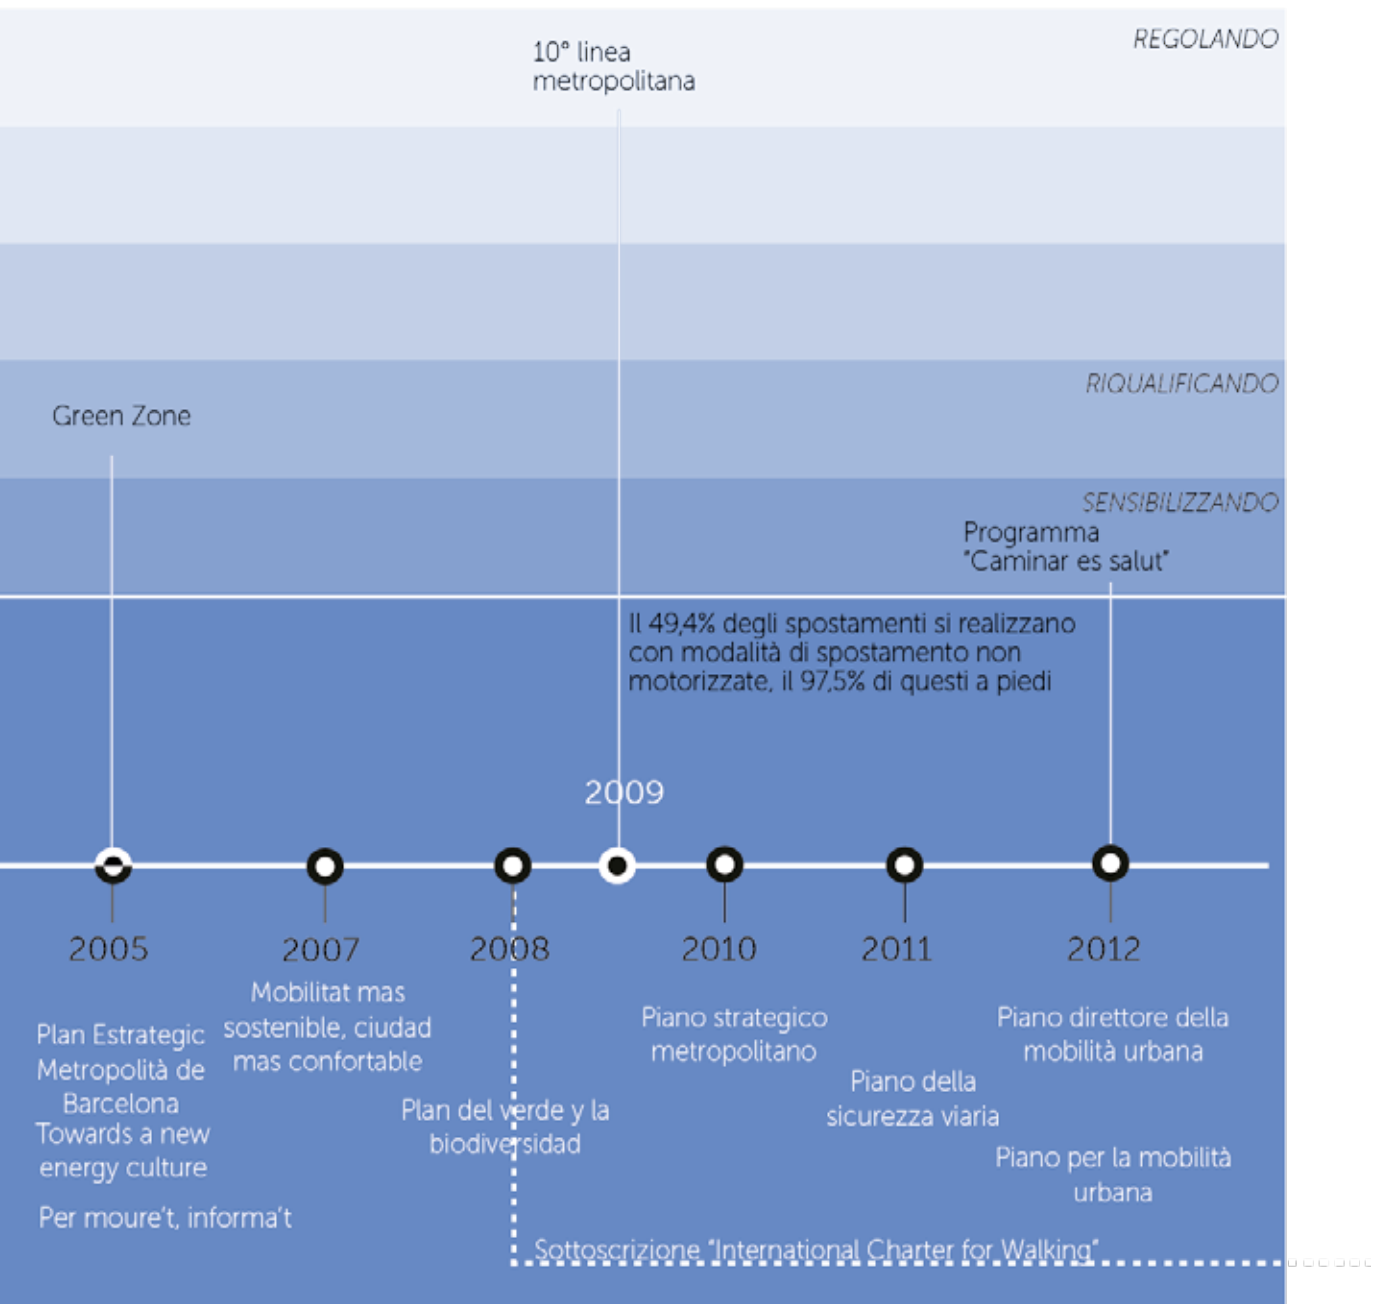 REGOLANDO
10° linea
metropolitana
RIQUALIFICANDO
Green Zone
SENSIBILIZZANDO
Programma
"Caminar es salut"
Il 49,4% degli spostamenti si realizzano
con modalità di spostamento non
motorizzate, il 97,5% di questi a piedi
2009
2005
2007
2008
2010
2011
2012
Plan Estrategic
Metropolità de
Barcelona
Towards a new
energy culture
Per moure't, informa't
Mobilitat mas
sostenible, ciudad
mas confortable
Plan del verde y la
biodiversidad
Piano strategico
metropolitano
Piano della
sicurezza viaria
Piano direttore della
mobilità urbana
Piano per la mobilità
urbana
Sottoscrizione "International Charter for Walking"